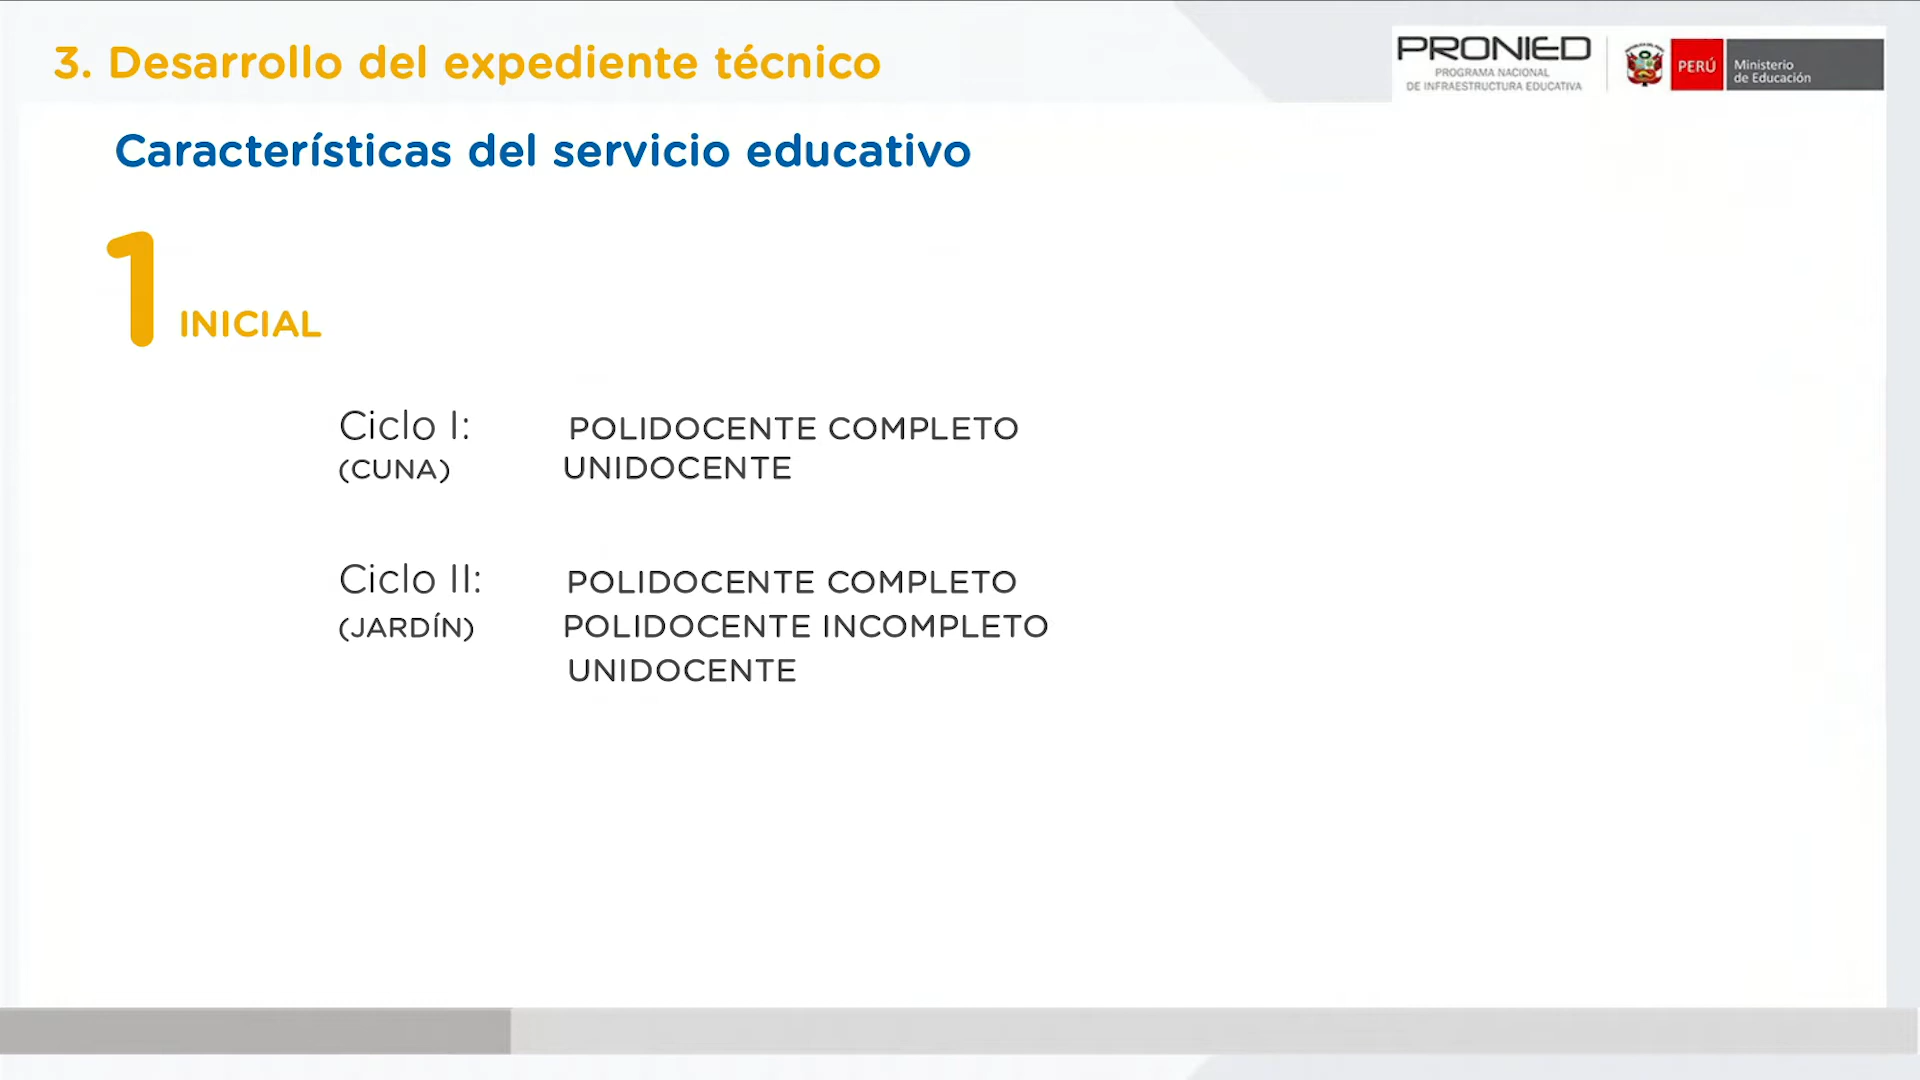 3. Desarrollo del expediente técnico
PRONIED
PROGRAMA NACIONAL
DE INFRAESTRUCTURA EDUCATIVA
PERÚ
Ministerio
de Educación
Características del servicio educativo
1 INICIAL
Ciclo I: POLIDOCENTE COMPLETO
(CUNA) UNIDOCENTE
Ciclo II: POLIDOCENTE COMPLETO
(JARDÍN) POLIDOCENTE INCOMPLETO
UNIDOCENTE